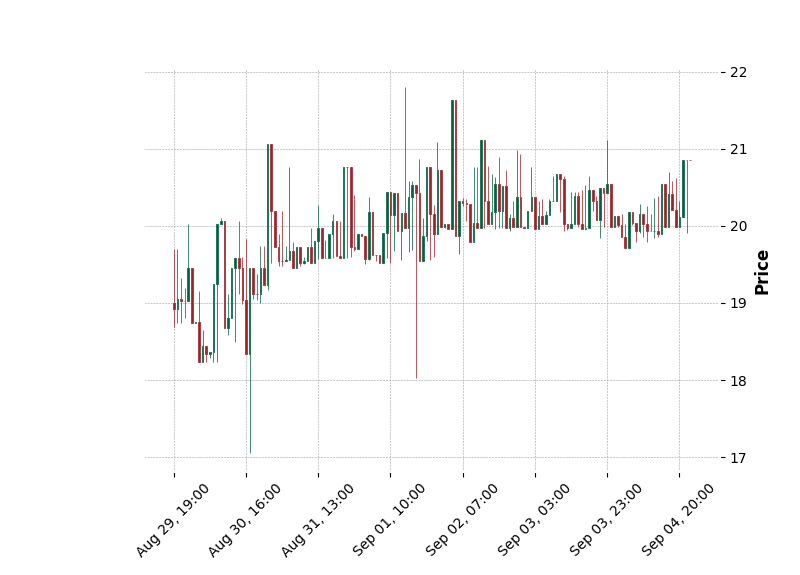 22
21
20
19
18
17
Price
Aug 29, 19:00
Aug 30, 16:00
Aug 31, 13:00
Sep 01, 10:00
Sep 02, 07:00
Sep 03, 03:00
Sep 03, 23:00
Sep 04, 20:00